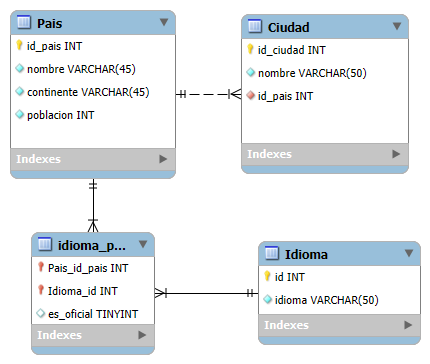 Pais
id_pais INT
nombre VARCHAR(45)
continente VARCHAR(45)
poblacion INT
Indexes
Ciudad
id_ciudad INT
nombre VARCHAR(50)
id_pais INT
Indexes
idioma_p...
Pais_id_pais INT
Idioma_id INT
es_oficial TINYINT
Indexes
Idioma
id INT
idioma VARCHAR(50)
Indexes